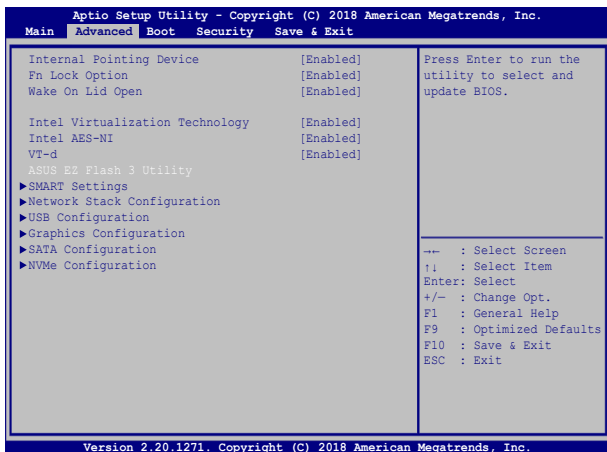 Aptio Setup Utility - Copyright (C) 2018 American Megatrends, Inc.
Main Advanced Boot Security Save & Exit
Internal Pointing Device [Enabled]
Fn Lock Option [Enabled]
Wake On Lid Open [Enabled]
Intel Virtualization Technology [Enabled]
Intel AES-NI [Enabled]
VT-d [Enabled]
ASUS EZ Flash 3 Utility
▶SMART Settings
▶Network Stack Configuration
▶USB Configuration
▶Graphics Configuration
▶SATA Configuration
▶NVMe Configuration
Press Enter to run the
utility to select and
update BIOS.
→← : Select Screen
↑↓ : Select Item
Enter: Select
+/— : Change Opt.
F1 : General Help
F9 : Optimized Defaults
F10 : Save & Exit
ESC : Exit
Version 2.20.1271. Copyright (C) 2018 American Megatrends, Inc.